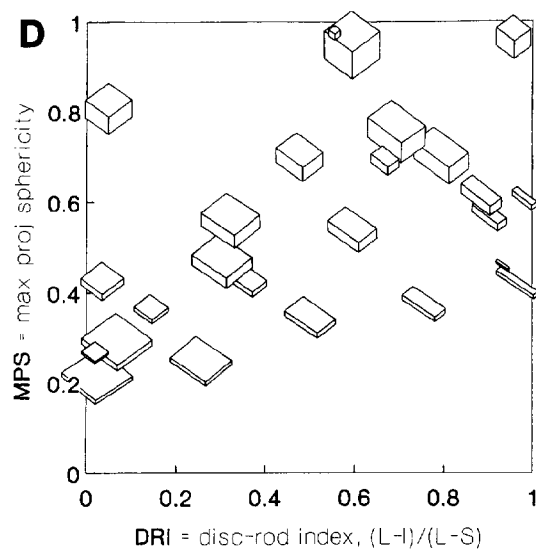 D
1
0.8
0.6
0.4
0.2
0
MPS = max proj sphericity
0 0.2 0.4 0.6 0.8 1
DRI = disc-rod index, (L-I)/(L-S)